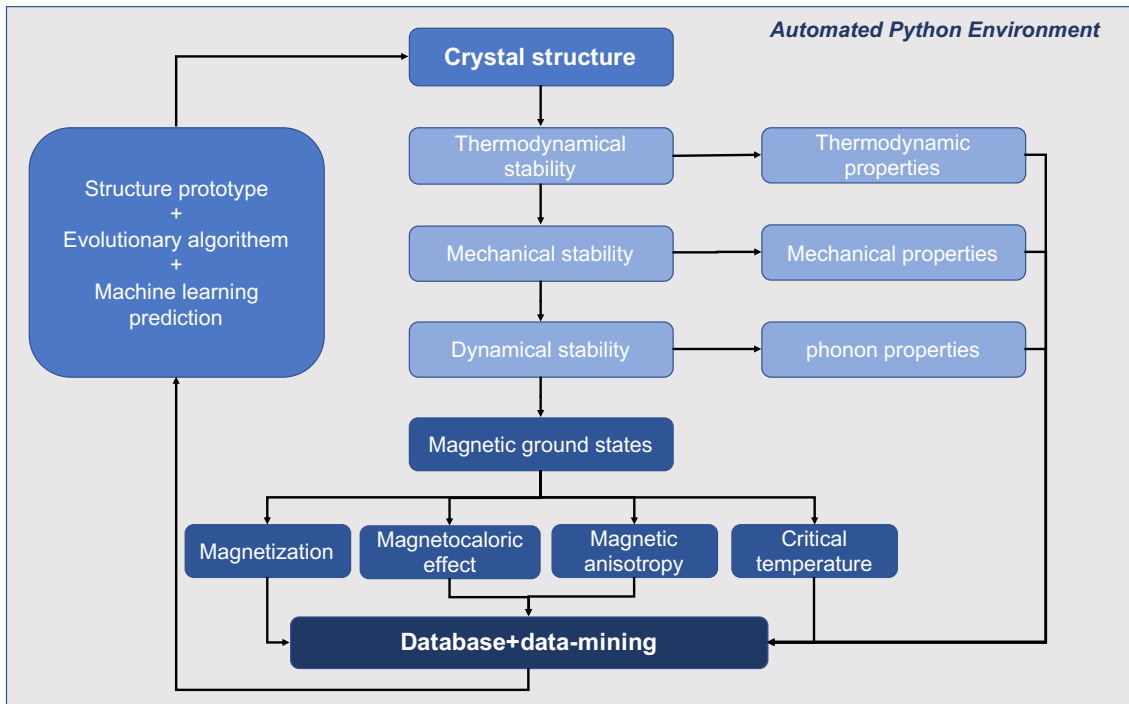 Automated Python Environment
Crystal structure
Thermodynamical
stability
Thermodynamic
properties
Structure prototype
+
Evolutionary algorithem
+
Machine learning
prediction
Mechanical stability
Mechanical properties
Dynamical stability
phonon properties
Magnetic ground states
Magnetization
Magnetocaloric
effect
Magnetic
anisotropy
Critical
temperature
Database+data-mining